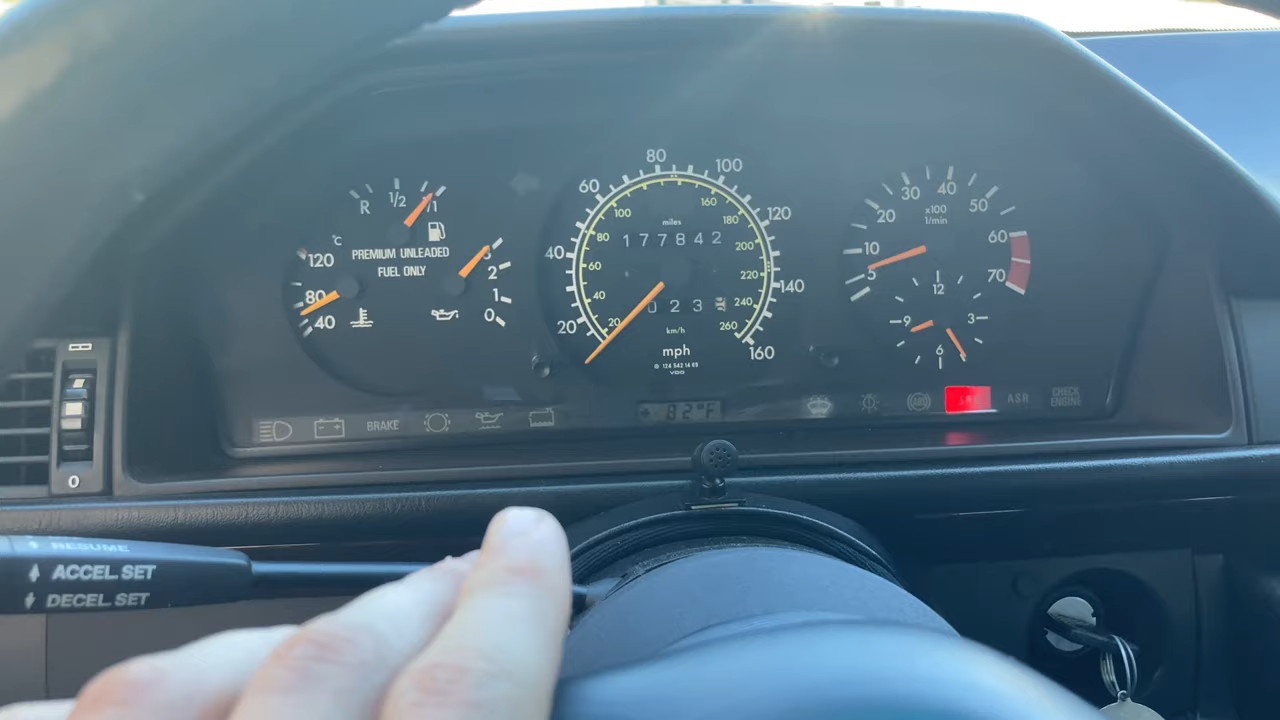 R 1/2 1/1
°C
120
80
40
PREMIUM UNLEADED
FUEL ONLY
3
2
1
0
20 40 60 80 100 120 140 160
20 40 60 80 100 160 180 200 220 240 260
miles
177842
023
km/h
mph
VDO
5 10 20 30 40 50 60 70
x100
1/min
12
3
6
9
BRAKE
82°F
ABS
ASR
CHECK
ENGINE
0
RESUME
ACCEL. SET
DECEL. SET